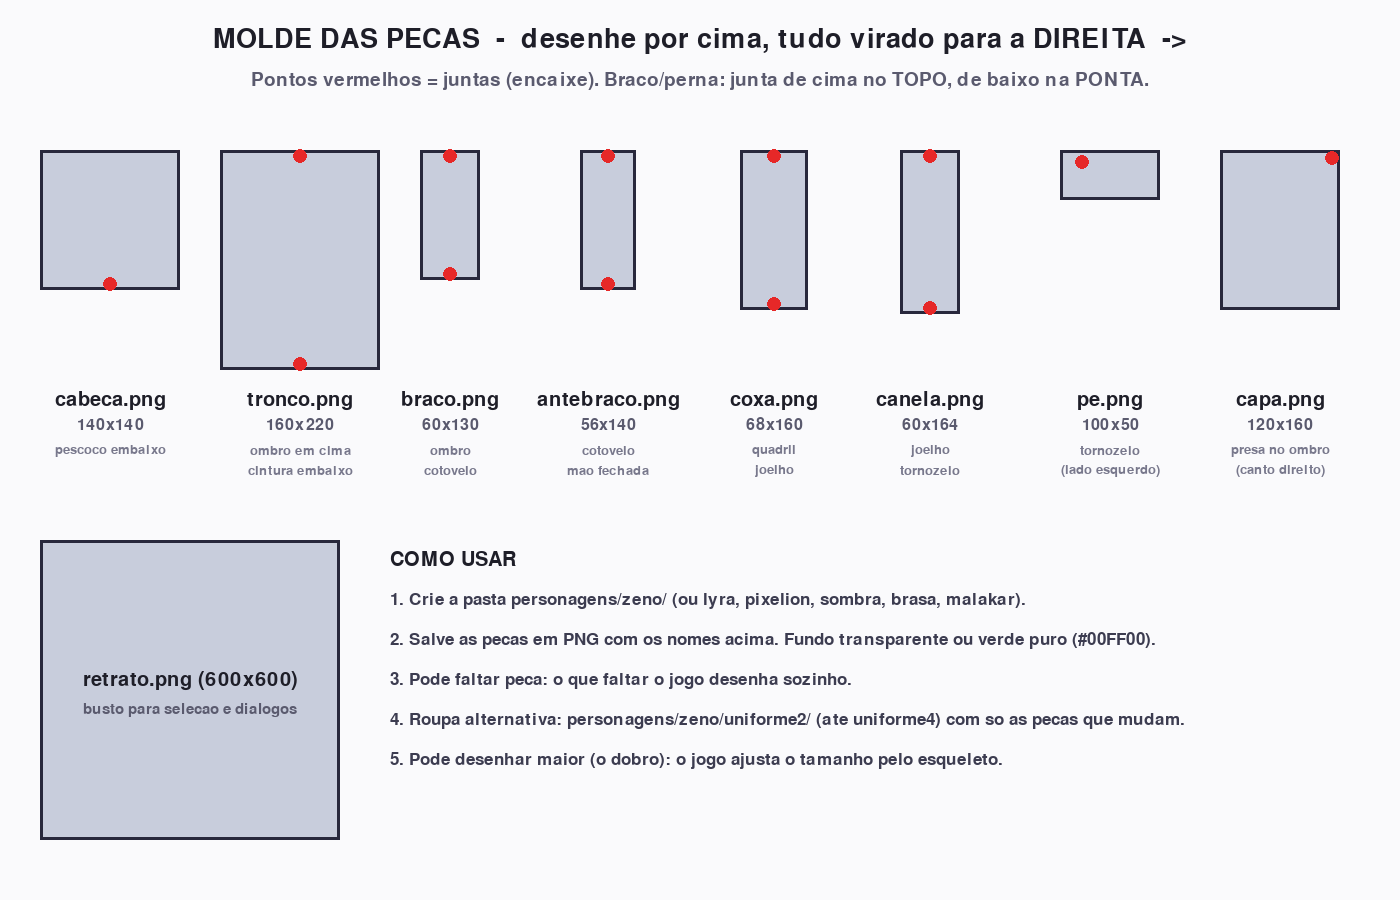 MOLDE DAS PECAS - desenhe por cima, tudo virado para a DIREITA ->
Pontos vermelhos = juntas (encaixe). Braco/perna: junta de cima no TOPO, de baixo na PONTA.
cabeca.png
140x140
pescoco embaixo
tronco.png
160x220
ombro em cima
cintura embaixo
braco.png
60x130
ombro
cotovelo
antebraco.png
56x140
cotovelo
mao fechada
coxa.png
68x160
quadril
joelho
canela.png
60x164
joelho
tornozelo
pe.png
100x50
tornozelo
(lado esquerdo)
capa.png
120x160
presa no ombro
(canto direito)
retrato.png (600x600)
busto para selecao e dialogos
COMO USAR
1. Crie a pasta personagens/zeno/ (ou lyra, pixelion, sombra, brasa, malakar).
2. Salve as pecas em PNG com os nomes acima. Fundo transparente ou verde puro (#00FF00).
3. Pode faltar peca: o que faltar o jogo desenha sozinho.
4. Roupa alternativa: personagens/zeno/uniforme2/ (ate uniforme4) com so as pecas que mudam.
5. Pode desenhar maior (o dobro): o jogo ajusta o tamanho pelo esqueleto.